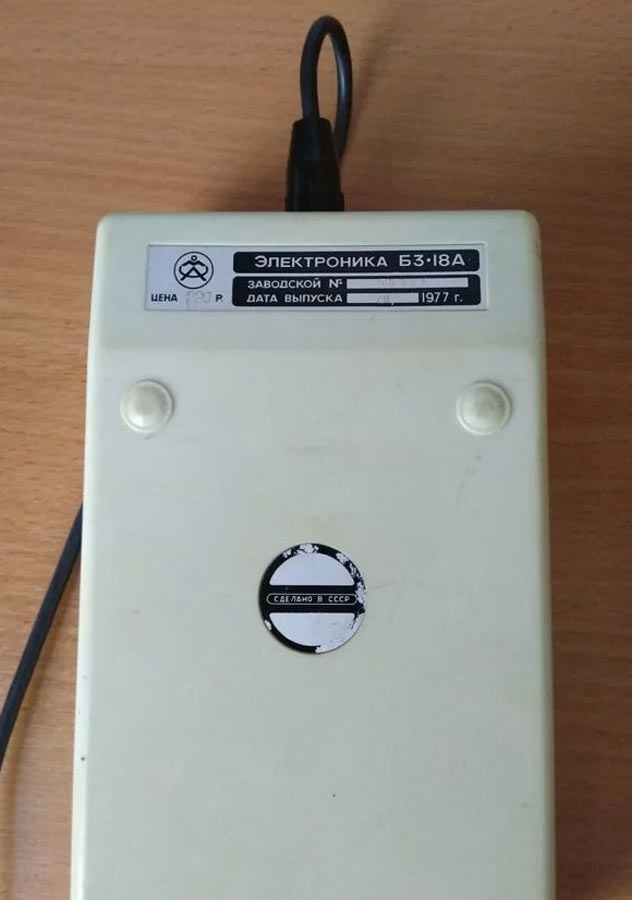 ЭЛЕКТРОНИКА Б3·18А
ЗАВОДСКОЙ №
ЦЕНА Р.
ДАТА ВЫПУСКА 1977 г.
СДЕЛАНО В СССР